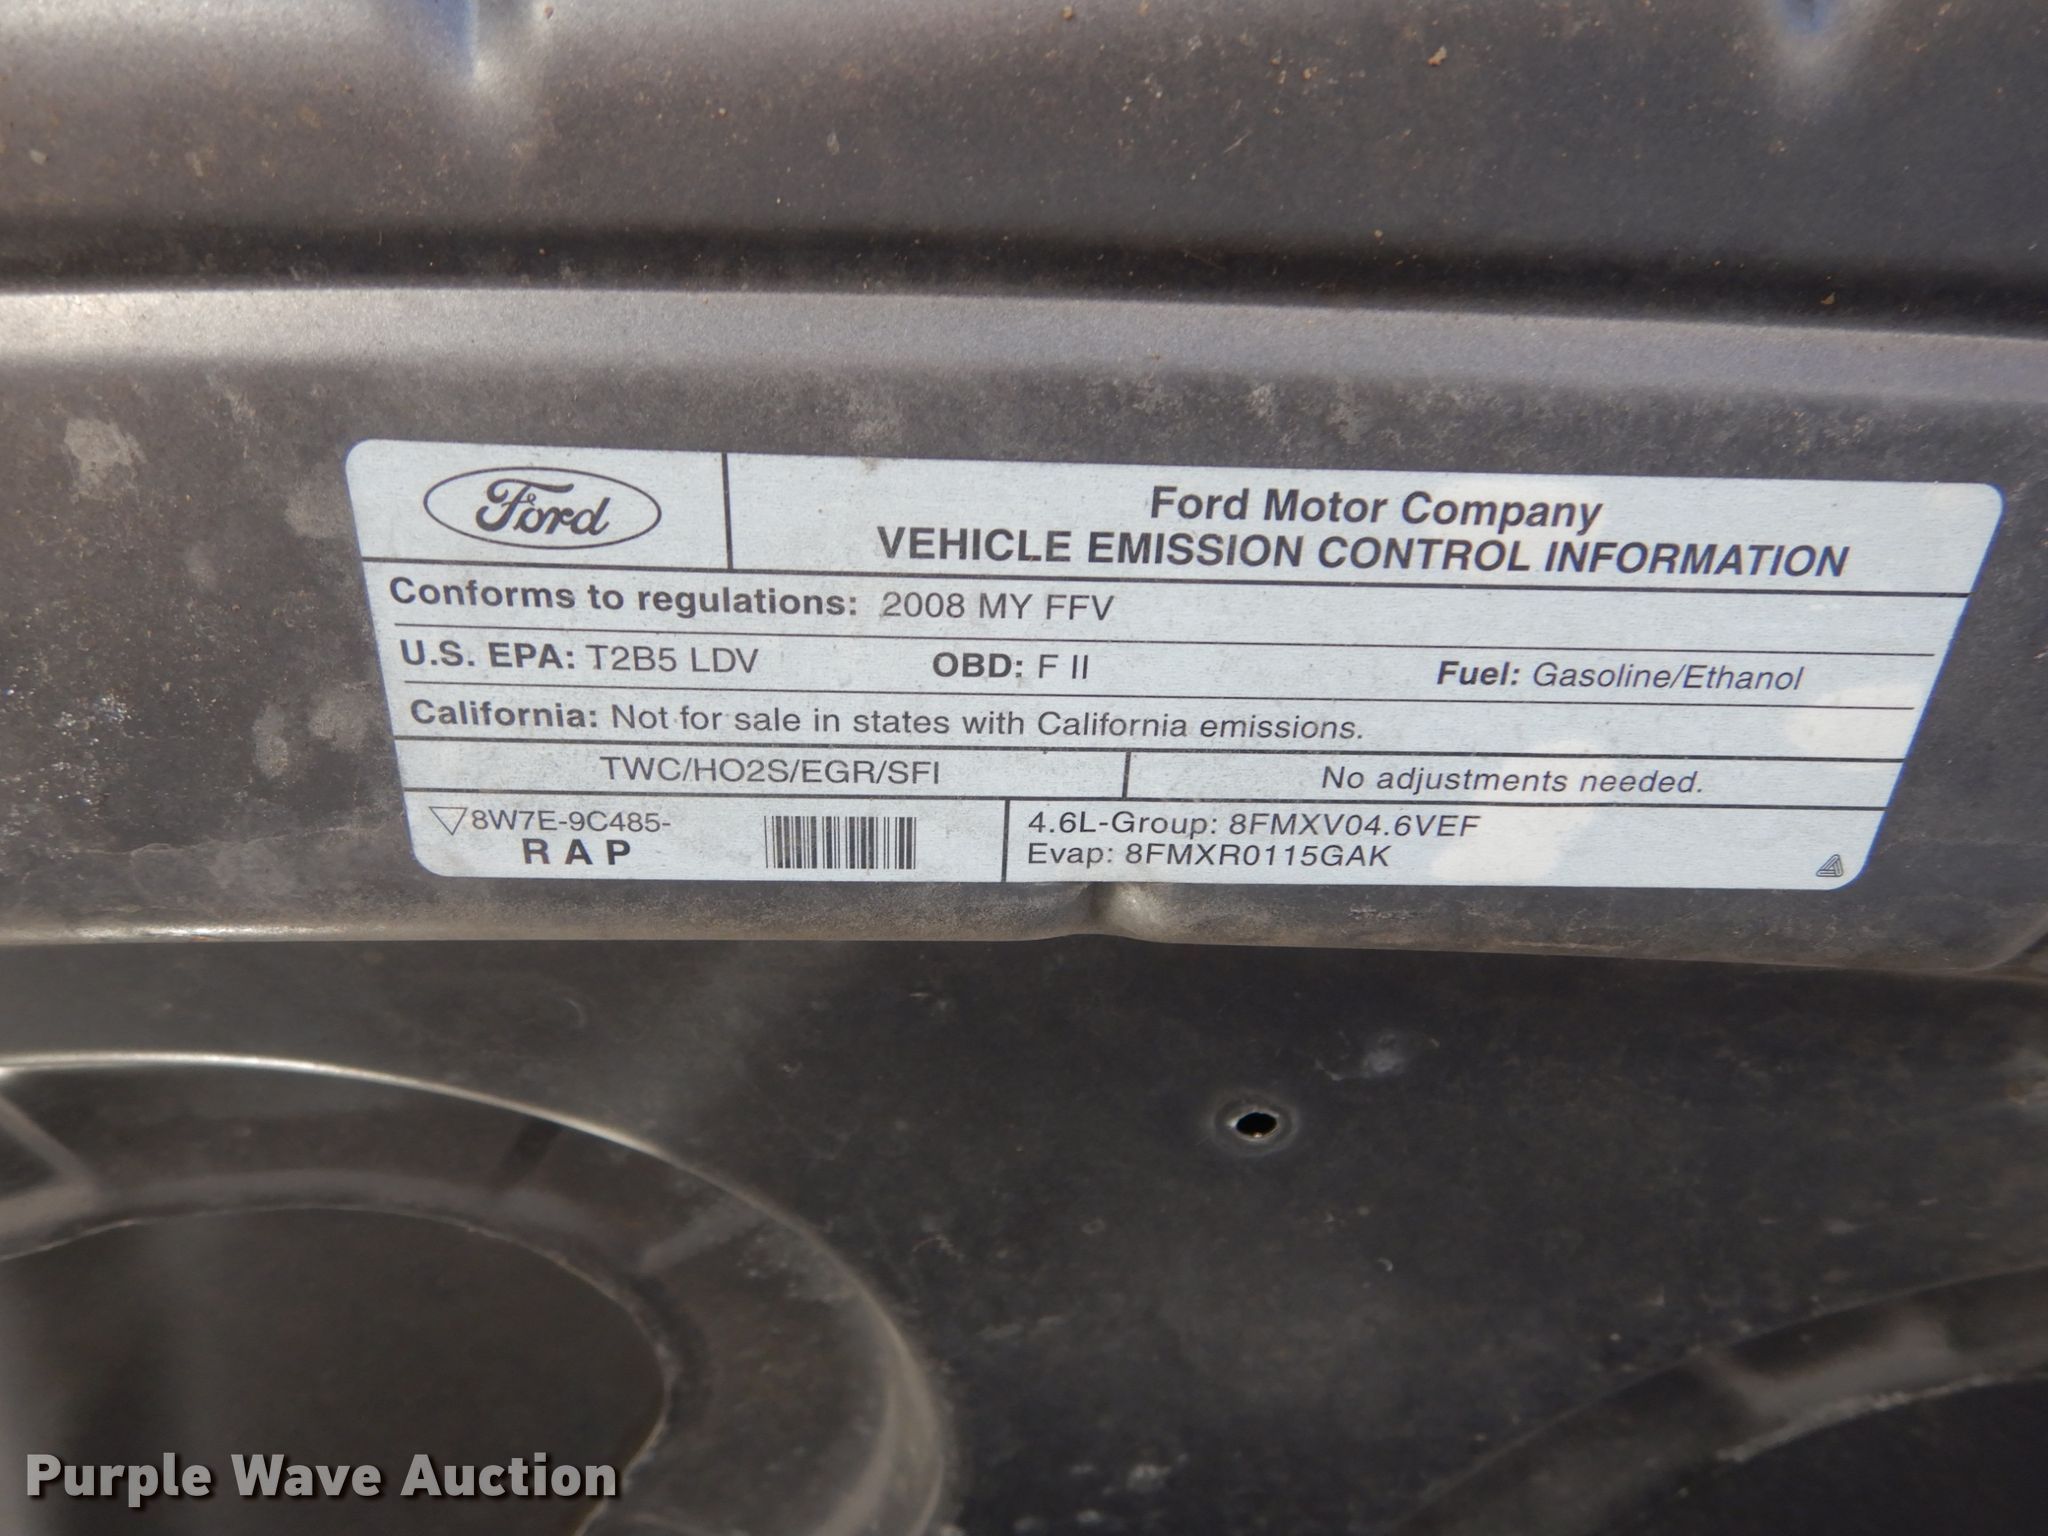 Ford
Ford Motor Company
VEHICLE EMISSION CONTROL INFORMATION
Conforms to regulations: 2008 MY FFV
U.S. EPA: T2B5 LDV OBD: F II Fuel: Gasoline/Ethanol
California: Not for sale in states with California emissions.
TWC/HO2S/EGR/SFI No adjustments needed.
8W7E-9C485-
R A P
4.6L-Group: 8FMXV04.6VEF
Evap: 8FMXR0115GAK
Purple Wave Auction